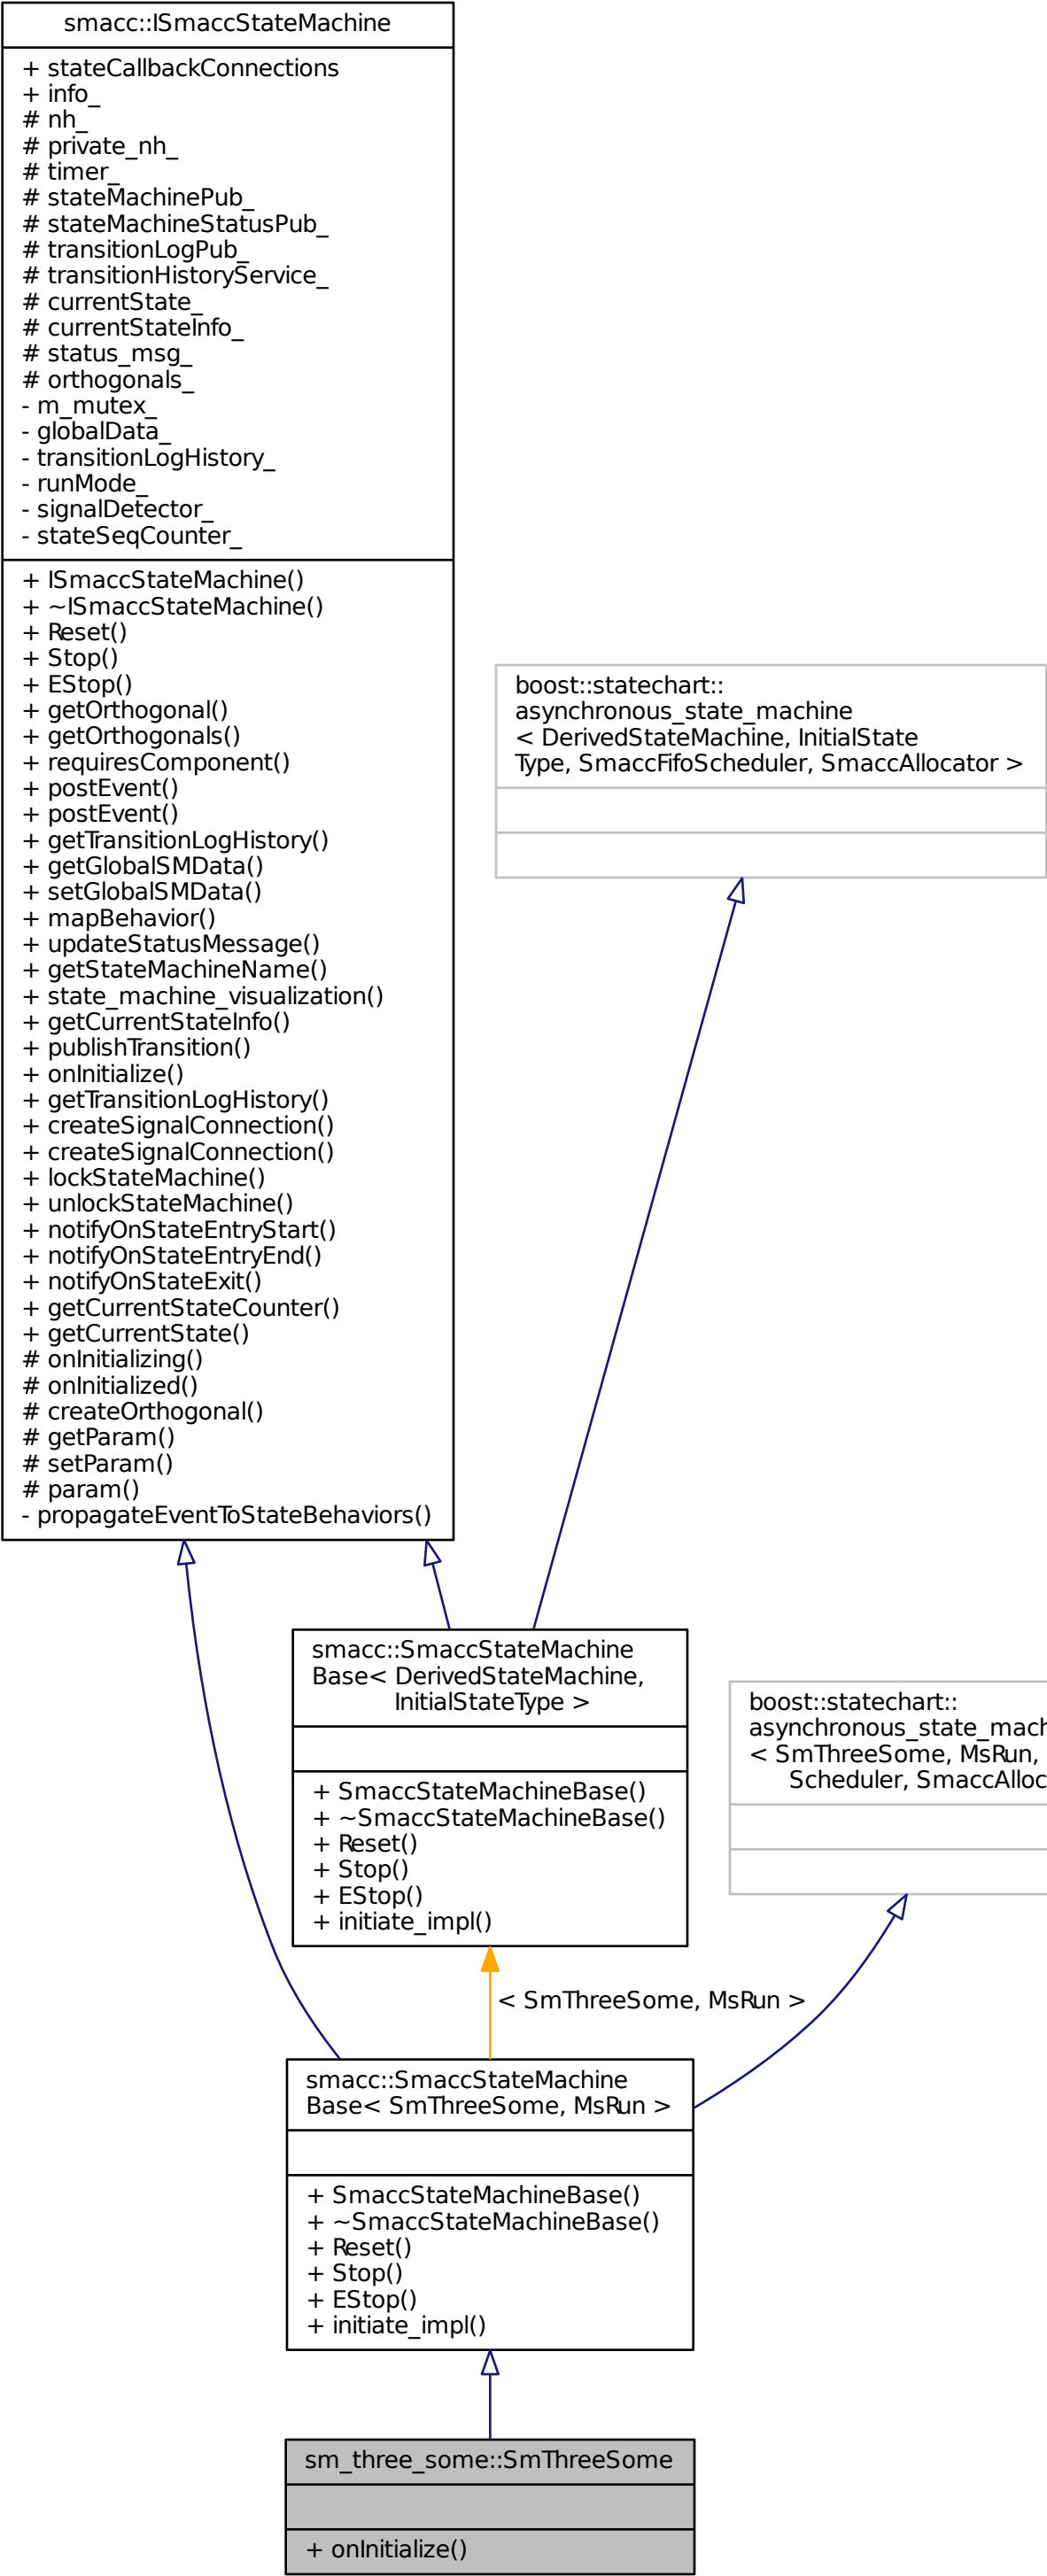 smacc::ISmaccStateMachine
+ stateCallbackConnections
+ info_
# nh_
# private_nh_
# timer_
# stateMachinePub_
# stateMachineStatusPub_
# transitionLogPub_
# transitionHistoryService_
# currentState_
# currentStateInfo_
# status_msg_
# orthogonals_
- m_mutex_
- globalData_
- transitionLogHistory_
- runMode_
- signalDetector_
- stateSeqCounter_
+ ISmaccStateMachine()
+ ~ISmaccStateMachine()
+ Reset()
+ Stop()
+ EStop()
+ getOrthogonal()
+ getOrthogonals()
+ requiresComponent()
+ postEvent()
+ postEvent()
+ getTransitionLogHistory()
+ getGlobalSMData()
+ setGlobalSMData()
+ mapBehavior()
+ updateStatusMessage()
+ getStateMachineName()
+ state_machine_visualization()
+ getCurrentStateInfo()
+ publishTransition()
+ onInitialize()
+ getTransitionLogHistory()
+ createSignalConnection()
+ createSignalConnection()
+ lockStateMachine()
+ unlockStateMachine()
+ notifyOnStateEntryStart()
+ notifyOnStateEntryEnd()
+ notifyOnStateExit()
+ getCurrentStateCounter()
+ getCurrentState()
# onInitializing()
# onInitialized()
# createOrthogonal()
# getParam()
# setParam()
# param()
- propagateEventToStateBehaviors()
boost::statechart::
asynchronous_state_machine
< DerivedStateMachine, InitialState
Type, SmaccFifoScheduler, SmaccAllocator >
smacc::SmaccStateMachine
Base< DerivedStateMachine,
InitialStateType >
+ SmaccStateMachineBase()
+ ~SmaccStateMachineBase()
+ Reset()
+ Stop()
+ EStop()
+ initiate_impl()
boost::statechart::
asynchronous_state_mach
< SmThreeSome, MsRun,
Scheduler, SmaccAlloc
< SmThreeSome, MsRun >
smacc::SmaccStateMachine
Base< SmThreeSome, MsRun >
+ SmaccStateMachineBase()
+ ~SmaccStateMachineBase()
+ Reset()
+ Stop()
+ EStop()
+ initiate_impl()
sm_three_some::SmThreeSome
+ onInitialize()